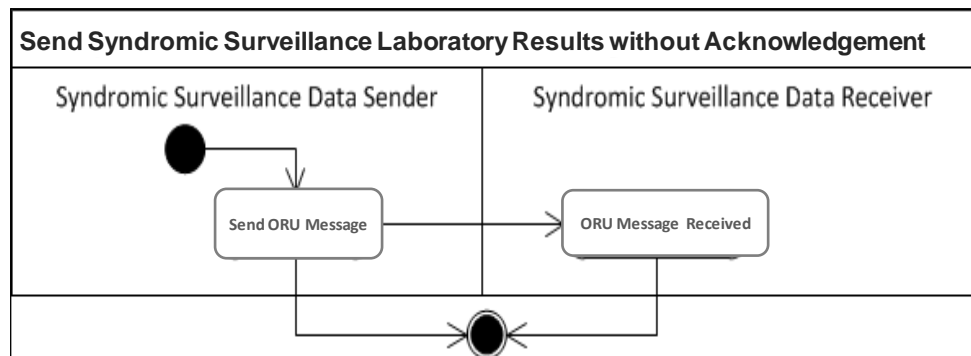 Send Syndromic Surveillance Laboratory Results without Acknowledgement
Syndromic Surveillance Data Sender
Syndromic Surveillance Data Receiver
Send ORU Message
ORU Message Received